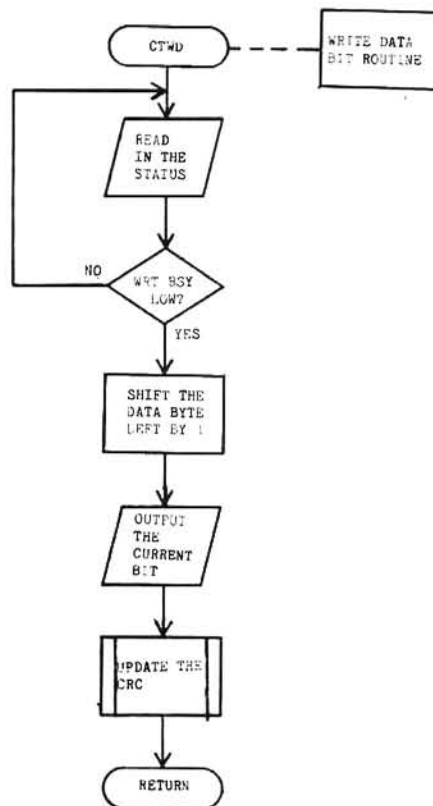 CTWD
WRITE DATA
BIT ROUTINE
READ
IN THE
STATUS
NO
WRT BSY
LOW?
YES
SHIFT THE
DATA BYTE
LEFT BY 1
OUTPUT
THE
CURRENT
BIT
UPDATE THE
CRC
RETURN